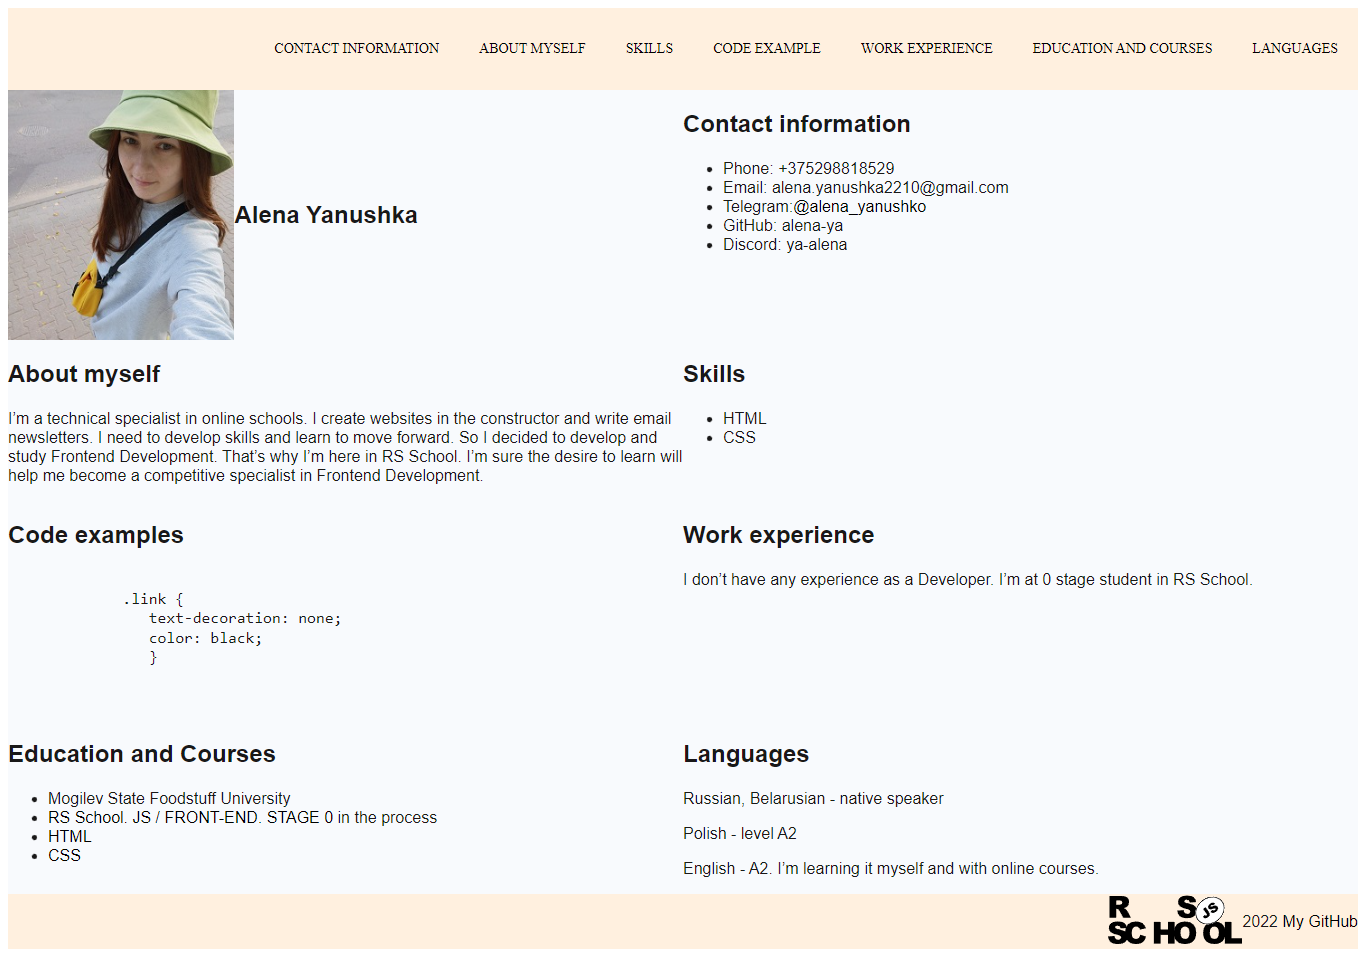 CONTACT INFORMATION ABOUT MYSELF SKILLS CODE EXAMPLE WORK EXPERIENCE EDUCATION AND COURSES LANGUAGES
Alena Yanushka
Contact information
• Phone: +375298818529
• Email: alena.yanushka2210@gmail.com
• Telegram:@alena_yanushko
• GitHub: alena-ya
• Discord: ya-alena
About myself
I’m a technical specialist in online schools. I create websites in the constructor and write email
newsletters. I need to develop skills and learn to move forward. So I decided to develop and
study Frontend Development. That’s why I’m here in RS School. I’m sure the desire to learn will
help me become a competitive specialist in Frontend Development.
Skills
• HTML
• CSS
Code examples
.link {
text-decoration: none;
color: black;
}
Work experience
I don’t have any experience as a Developer. I’m at 0 stage student in RS School.
Education and Courses
• Mogilev State Foodstuff University
• RS School. JS / FRONT-END. STAGE 0 in the process
• HTML
• CSS
Languages
Russian, Belarusian - native speaker
Polish - level A2
English - A2. I’m learning it myself and with online courses.
R S JS
SCHOOL
2022 My GitHub